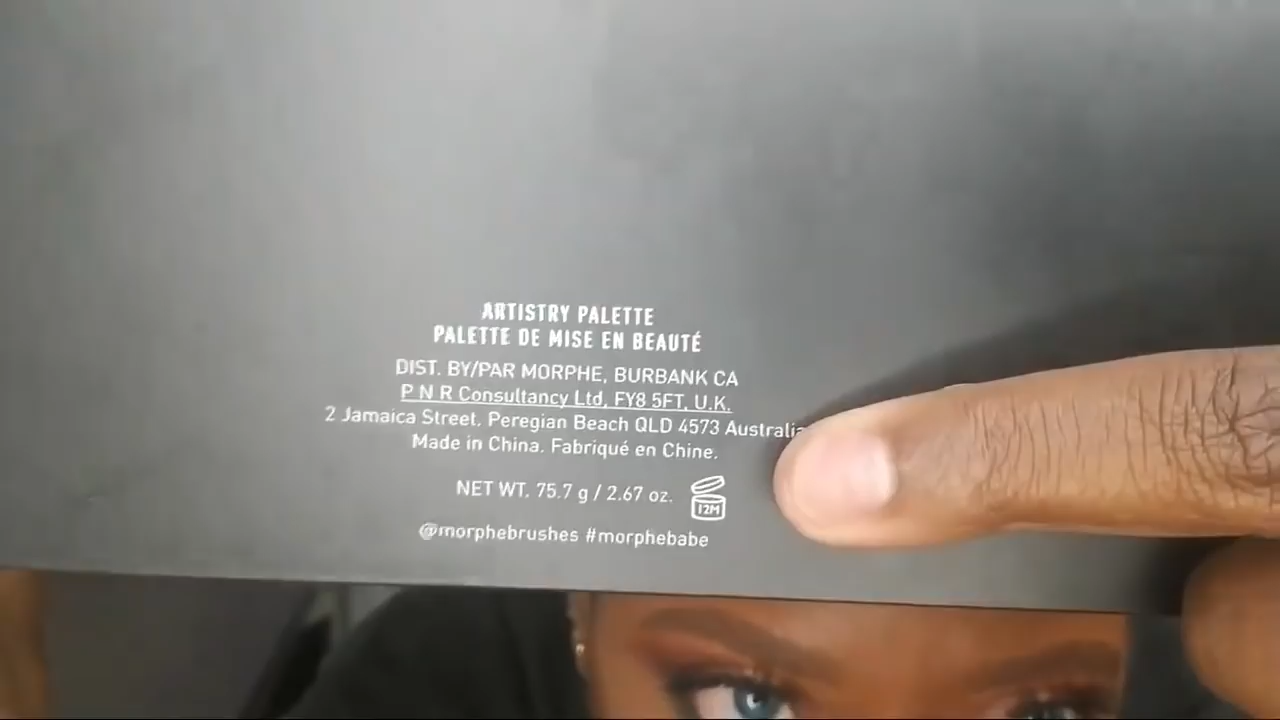 ARTISTRY PALETTE
PALETTE DE MISE EN BEAUTÉ
DIST. BY/PAR MORPHE, BURBANK CA
P N R Consultancy Ltd, FY8 5FT, U.K.
2 Jamaica Street, Peregian Beach QLD 4573 Australia
Made in China. Fabriqué en Chine.
NET WT. 75.7 g / 2.67 oz. 12M
@morphebrushes #morphebabe